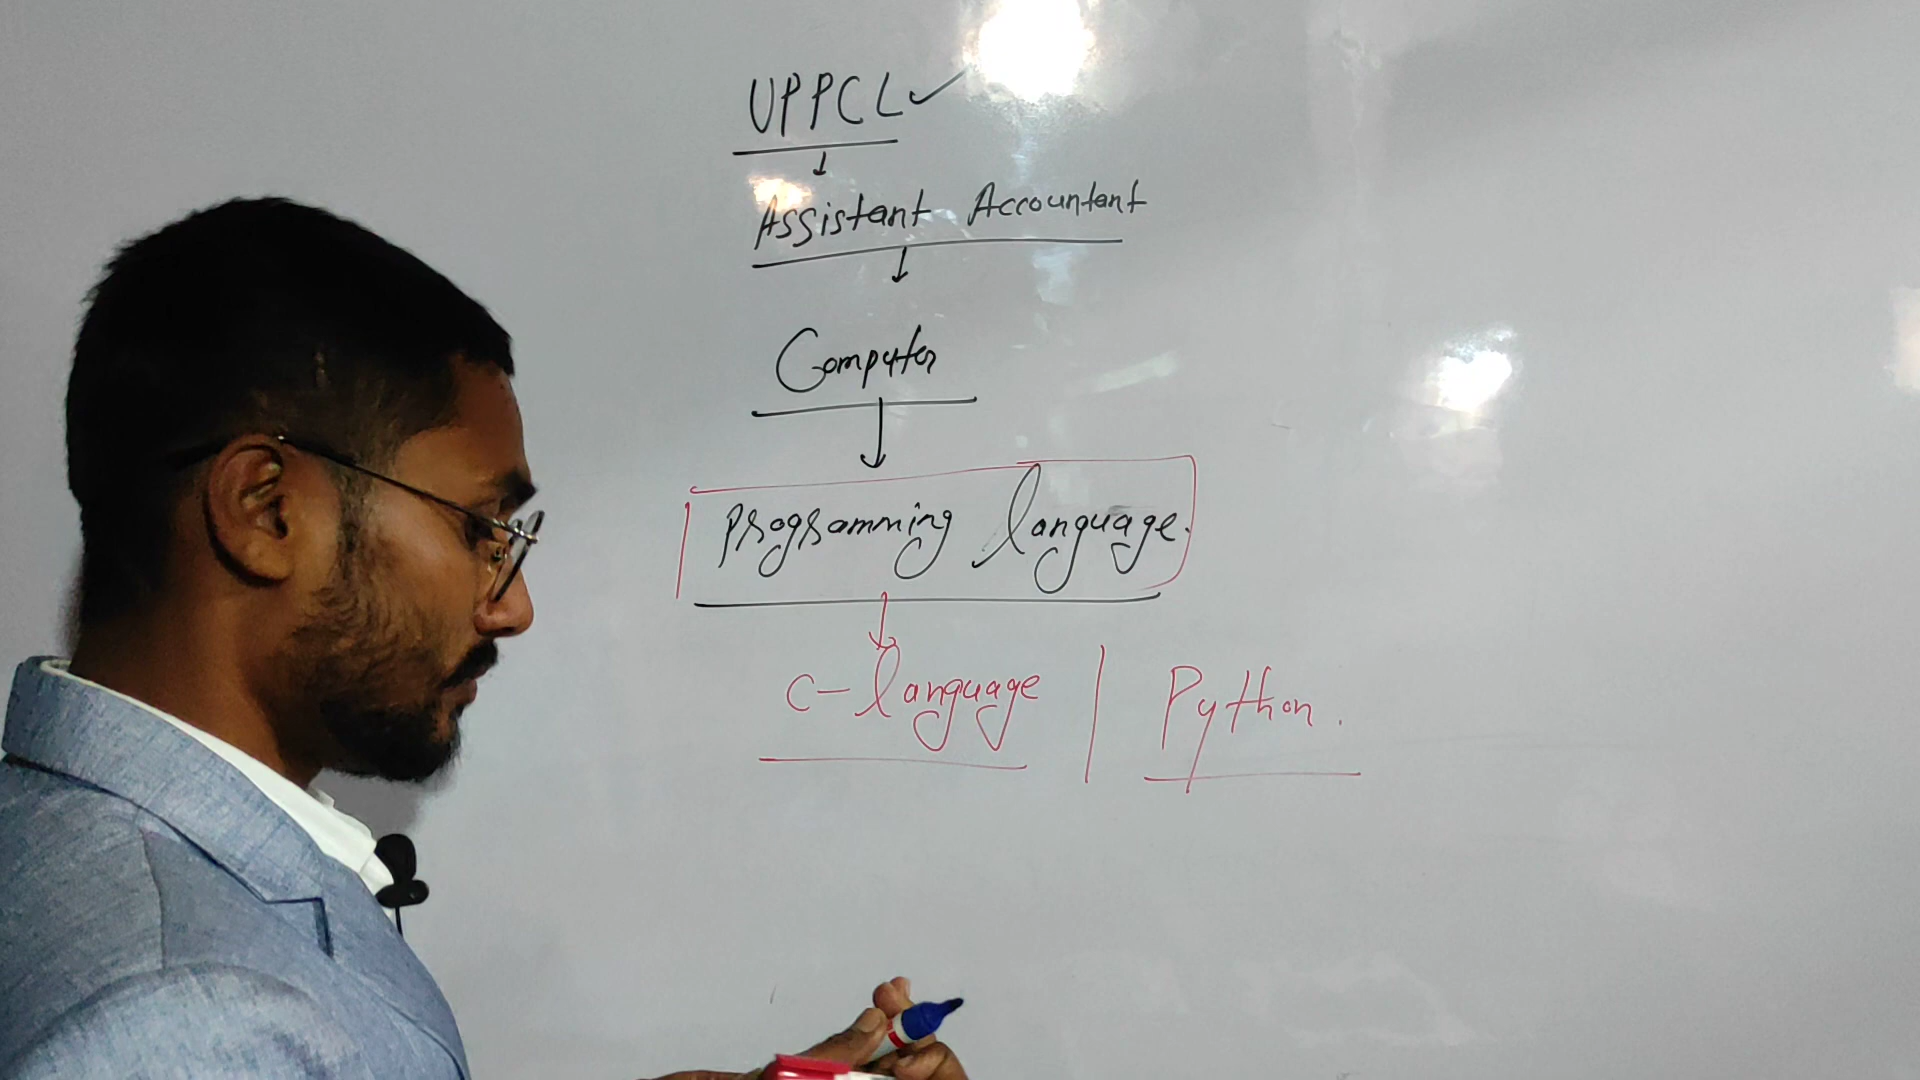 UPPCL
Assistant Accountant
Computer
Programming language.
C-language | Python.